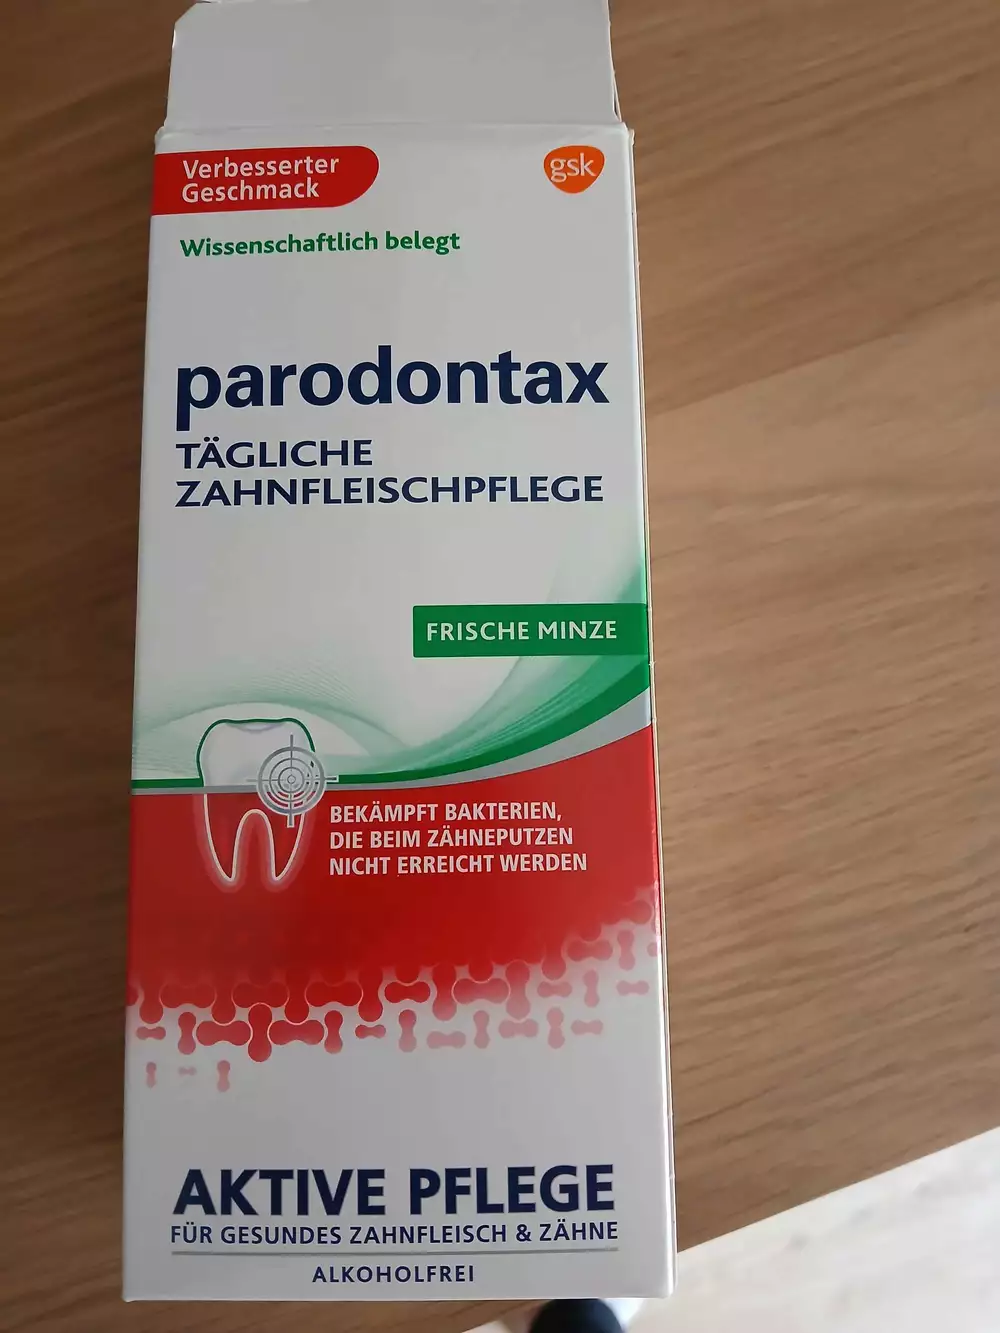 Verbesserter
Geschmack
gsk
Wissenschaftlich belegt
parodontax
TÄGLICHE
ZAHNFLEISCHPFLEGE
FRISCHE MINZE
BEKÄMPFT BAKTERIEN,
DIE BEIM ZÄHNEPUTZEN
NICHT ERREICHT WERDEN
AKTIVE PFLEGE
FÜR GESUNDES ZAHNFLEISCH & ZÄHNE
ALKOHOLFREI